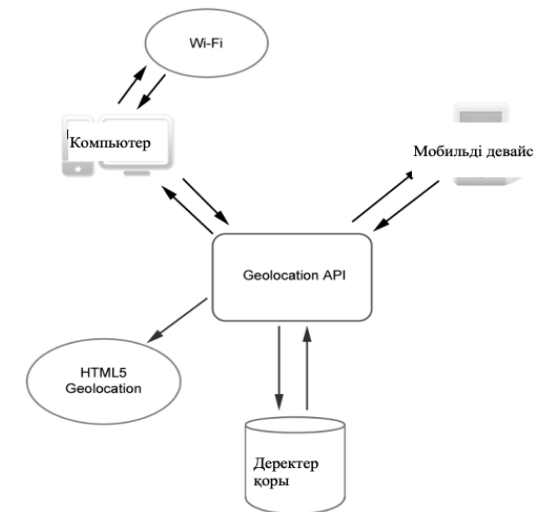 Wi-Fi
Компьютер
Мобильді девайс
Geolocation API
HTML5
Geolocation
Деректер
қоры